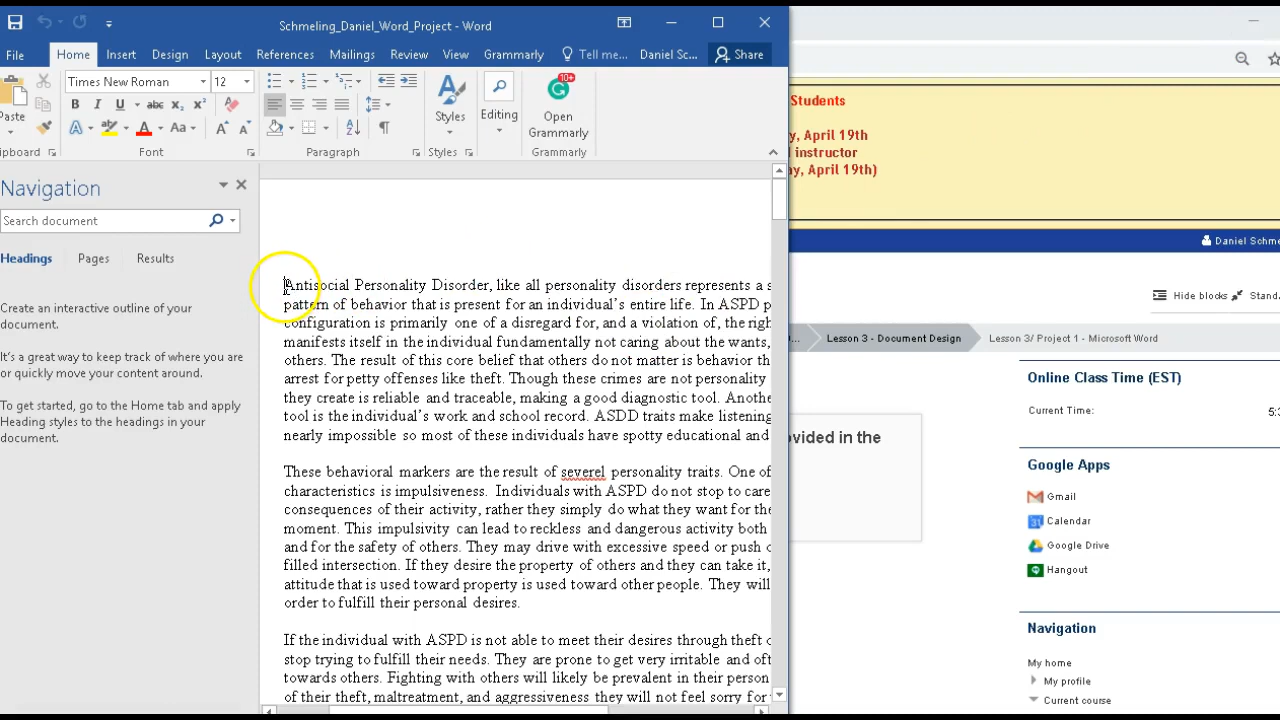 Schmeling_Daniel_Word_Project - Word
File Home Insert Design Layout References Mailings Review View Grammarly Tell me... Daniel Sc... Share
Times New Roman 12
Paste
B I U abc X₂ X²
A ab A Aa A A
Styles
Editing
10+
Open
Grammarly
ipboard Font Paragraph Styles Grammarly
Navigation
Search document
Headings Pages Results
Create an interactive outline of your
document.
It's a great way to keep track of where you are
or quickly move your content around.
To get started, go to the Home tab and apply
Heading styles to the headings in your
document.
Antisocial Personality Disorder, like all personality disorders represents a s
pattern of behavior that is present for an individual's entire life. In ASPD p
configuration is primarily one of a disregard for, and a violation of, the righ
manifests itself in the individual fundamentally not caring about the wants,
others. The result of this core belief that others do not matter is behavior th
arrest for petty offenses like theft. Though these crimes are not personality
they create is reliable and traceable, making a good diagnostic tool. Anothe
tool is the individual's work and school record. ASDD traits make listening
nearly impossible so most of these individuals have spotty educational and
These behavioral markers are the result of severel personality traits. One of
characteristics is impulsiveness. Individuals with ASPD do not stop to care
consequences of their activity, rather they simply do what they want for the
moment. This impulsivity can lead to reckless and dangerous activity both
and for the safety of others. They may drive with excessive speed or push o
filled intersection. If they desire the property of others and they can take it,
attitude that is used toward property is used toward other people. They will
order to fulfill their personal desires.
If the individual with ASPD is not able to meet their desires through theft o
stop trying to fulfill their needs. They are prone to get very irritable and oft
towards others. Fighting with others will likely be prevalent in their person
of their theft, maltreatment, and aggressiveness they will not feel sorry for
Students
y, April 19th
l instructor
ay, April 19th)
Daniel Schme
Hide blocks Stand
... Lesson 3 - Document Design Lesson 3/ Project 1 - Microsoft Word
ovided in the
Online Class Time (EST)
Current Time: 5:3
Google Apps
Gmail
Calendar
Google Drive
Hangout
Navigation
My home
My profile
Current course